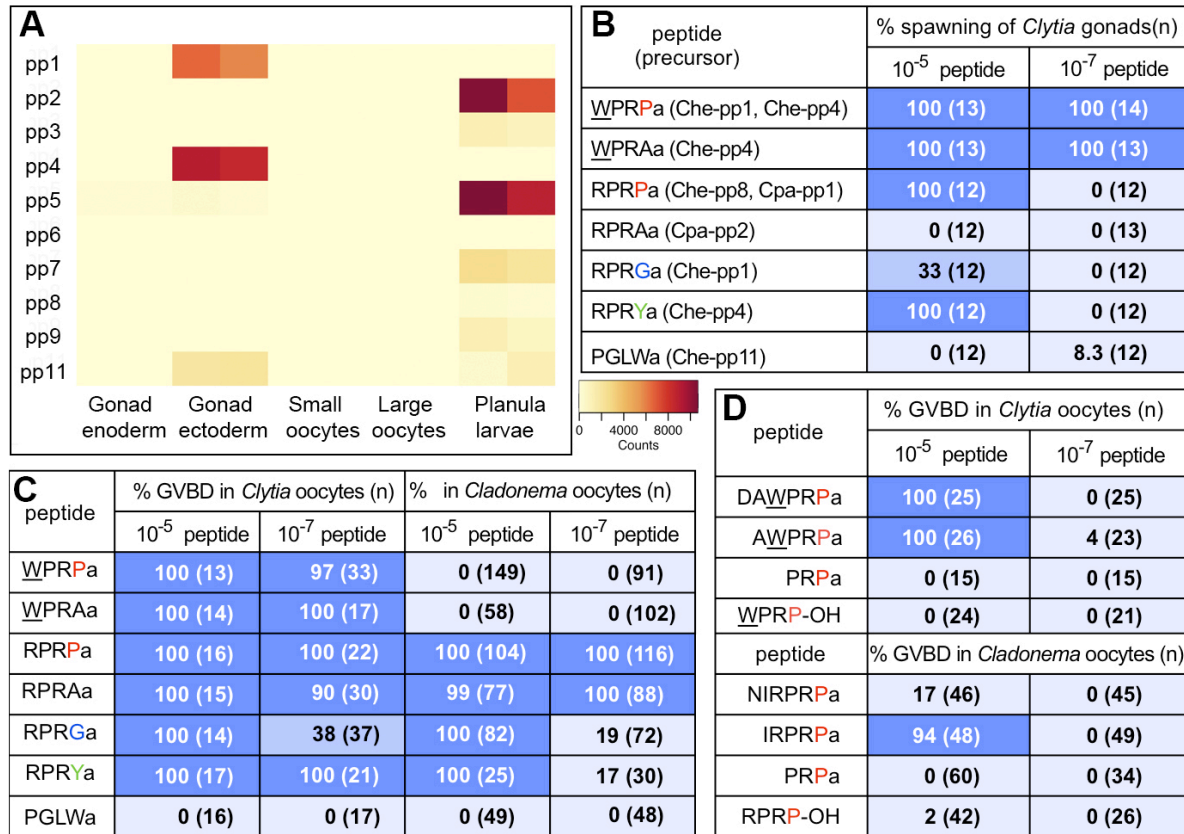 A
pp1
pp2
pp3
pp4
pp5
pp6
pp7
pp8
pp9
pp11
Gonad enoderm
Gonad ectoderm
Small oocytes
Large oocytes
Planula larvae
0 4000 8000
Counts
B
peptide (precursor)
% spawning of Clytia gonads(n)
10-5 peptide 10-7 peptide
WPRPa (Che-pp1, Che-pp4) 100 (13) 100 (14)
WPRAa (Che-pp4) 100 (13) 100 (13)
RPRPa (Che-pp8, Cpa-pp1) 100 (12) 0 (12)
RPRAa (Cpa-pp2) 0 (12) 0 (13)
RPRGa (Che-pp1) 33 (12) 0 (12)
RPRYa (Che-pp4) 100 (12) 0 (12)
PGLWa (Che-pp11) 0 (12) 8.3 (12)
C
peptide
% GVBD in Clytia oocytes (n) % in Cladonema oocytes (n)
10-5 peptide 10-7 peptide 10-5 peptide 10-7 peptide
WPRPa 100 (13) 97 (33) 0 (149) 0 (91)
WPRAa 100 (14) 100 (17) 0 (58) 0 (102)
RPRPa 100 (16) 100 (22) 100 (104) 100 (116)
RPRAa 100 (15) 90 (30) 99 (77) 100 (88)
RPRGa 100 (14) 38 (37) 100 (82) 19 (72)
RPRYa 100 (17) 100 (21) 100 (25) 17 (30)
PGLWa 0 (16) 0 (17) 0 (49) 0 (48)
D
peptide
% GVBD in Clytia oocytes (n)
10-5 peptide 10-7 peptide
DAWPRPa 100 (25) 0 (25)
AWPRPa 100 (26) 4 (23)
PRPa 0 (15) 0 (15)
WPRP-OH 0 (24) 0 (21)
peptide % GVBD in Cladonema oocytes (n)
NIRPRPa 17 (46) 0 (45)
IRPRPa 94 (48) 0 (49)
PRPa 0 (60) 0 (34)
RPRP-OH 2 (42) 0 (26)